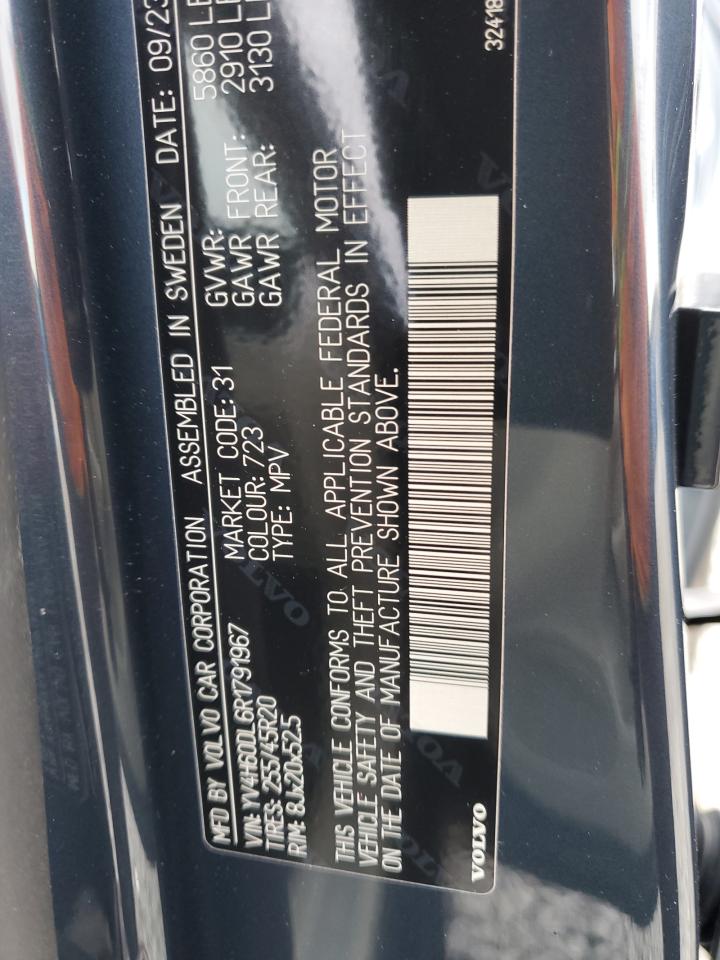 MFD BY VOLVO CAR CORPORATION ASSEMBLED IN SWEDEN DATE: 09/23
VIN: YV4H60DL6R1791967 MARKET CODE: 31 GVWR: 5860 LB
TIRES: 255/45R20 COLOUR: 723 GAWR FRONT: 2910 L
RIM: 8Jx20x52.5 TYPE: MPV GAWR REAR: 3130 L
THIS VEHICLE CONFORMS TO ALL APPLICABLE FEDERAL MOTOR
VEHICLE SAFETY AND THEFT PREVENTION STANDARDS IN EFFECT
ON THE DATE OF MANUFACTURE SHOWN ABOVE.
VOLVO 32418